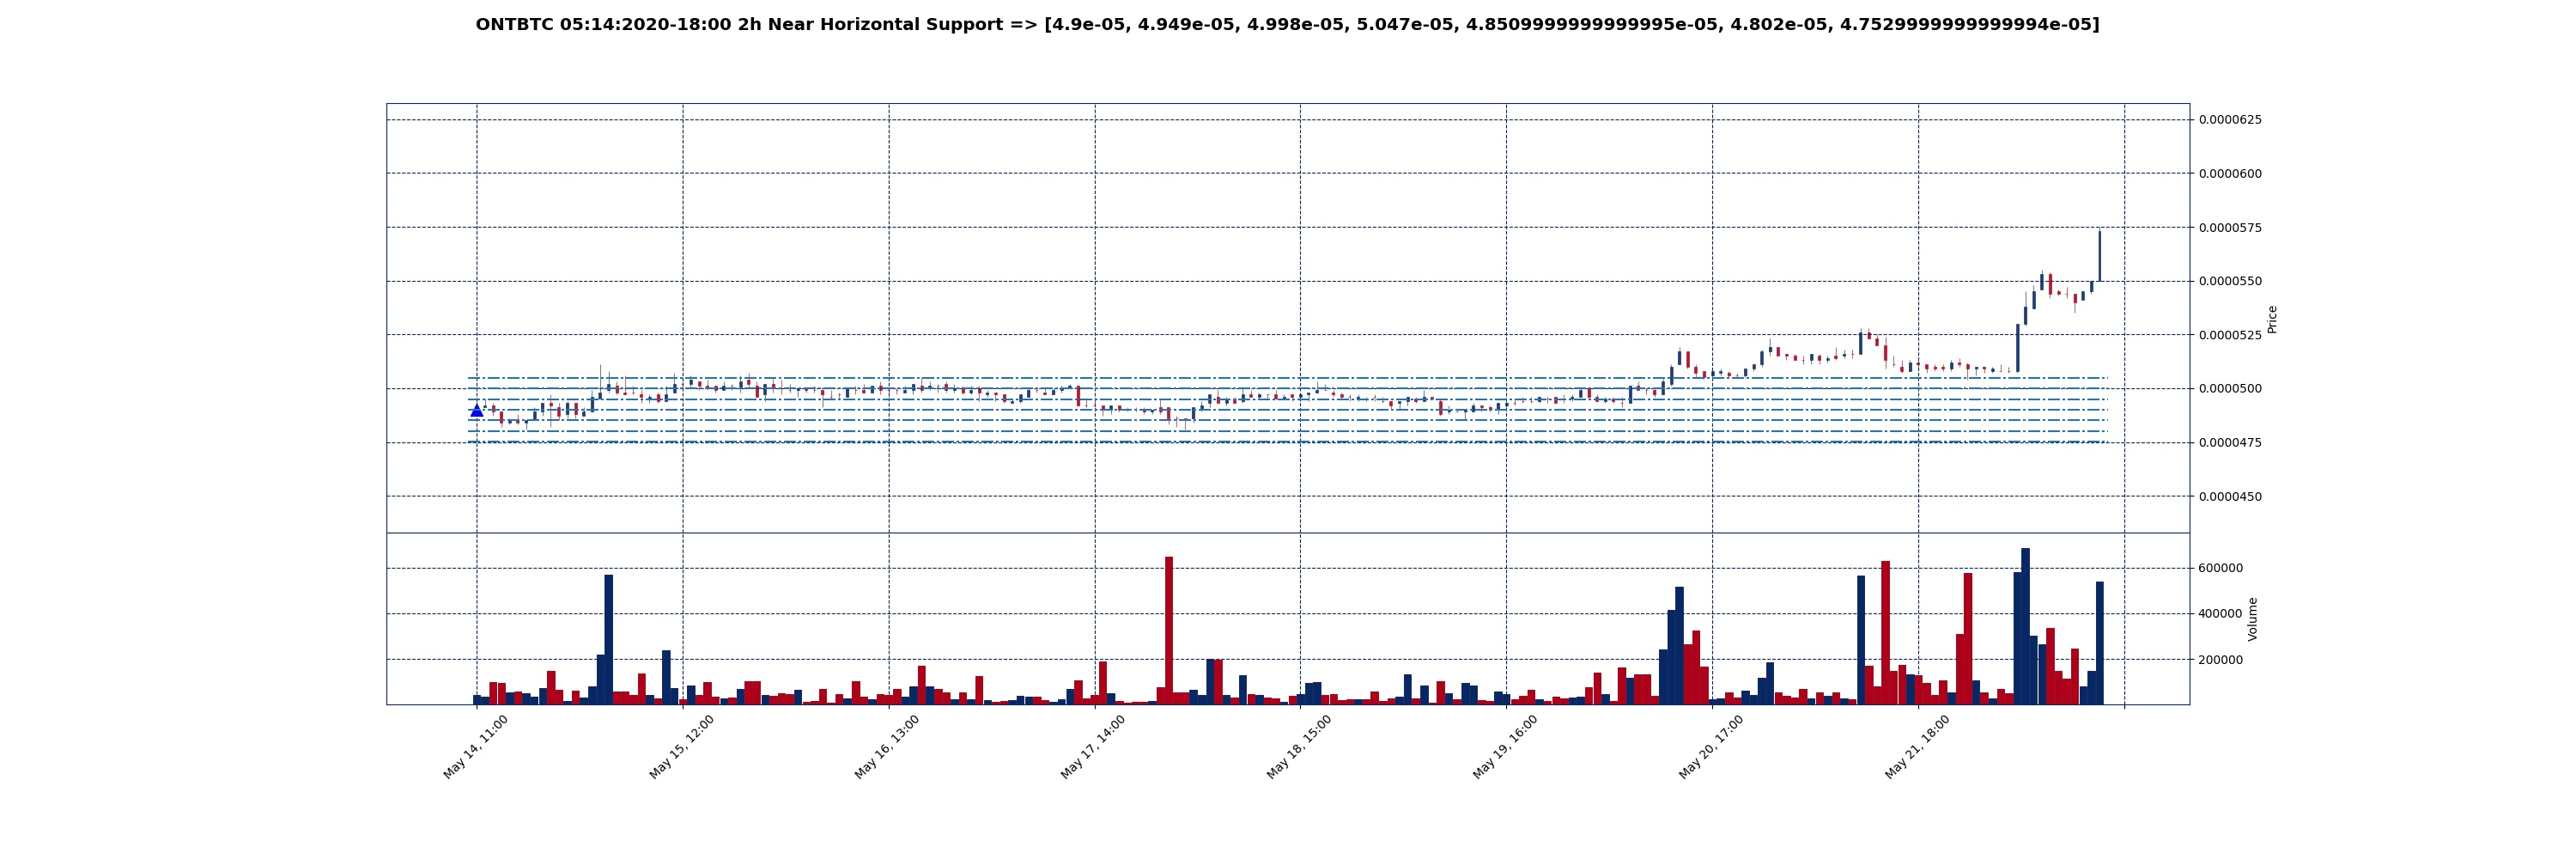 ONTBTC 05:14:2020-18:00 2h Near Horizontal Support => [4.9e-05, 4.949e-05, 4.998e-05, 5.047e-05, 4.8509999999999995e-05, 4.802e-05, 4.7529999999999994e-05]
0.0000625
0.0000600
0.0000575
0.0000550
0.0000525
0.0000500
0.0000475
0.0000450
Price
600000
400000
200000
Volume
May 14, 11:00
May 15, 12:00
May 16, 13:00
May 17, 14:00
May 18, 15:00
May 19, 16:00
May 20, 17:00
May 21, 18:00